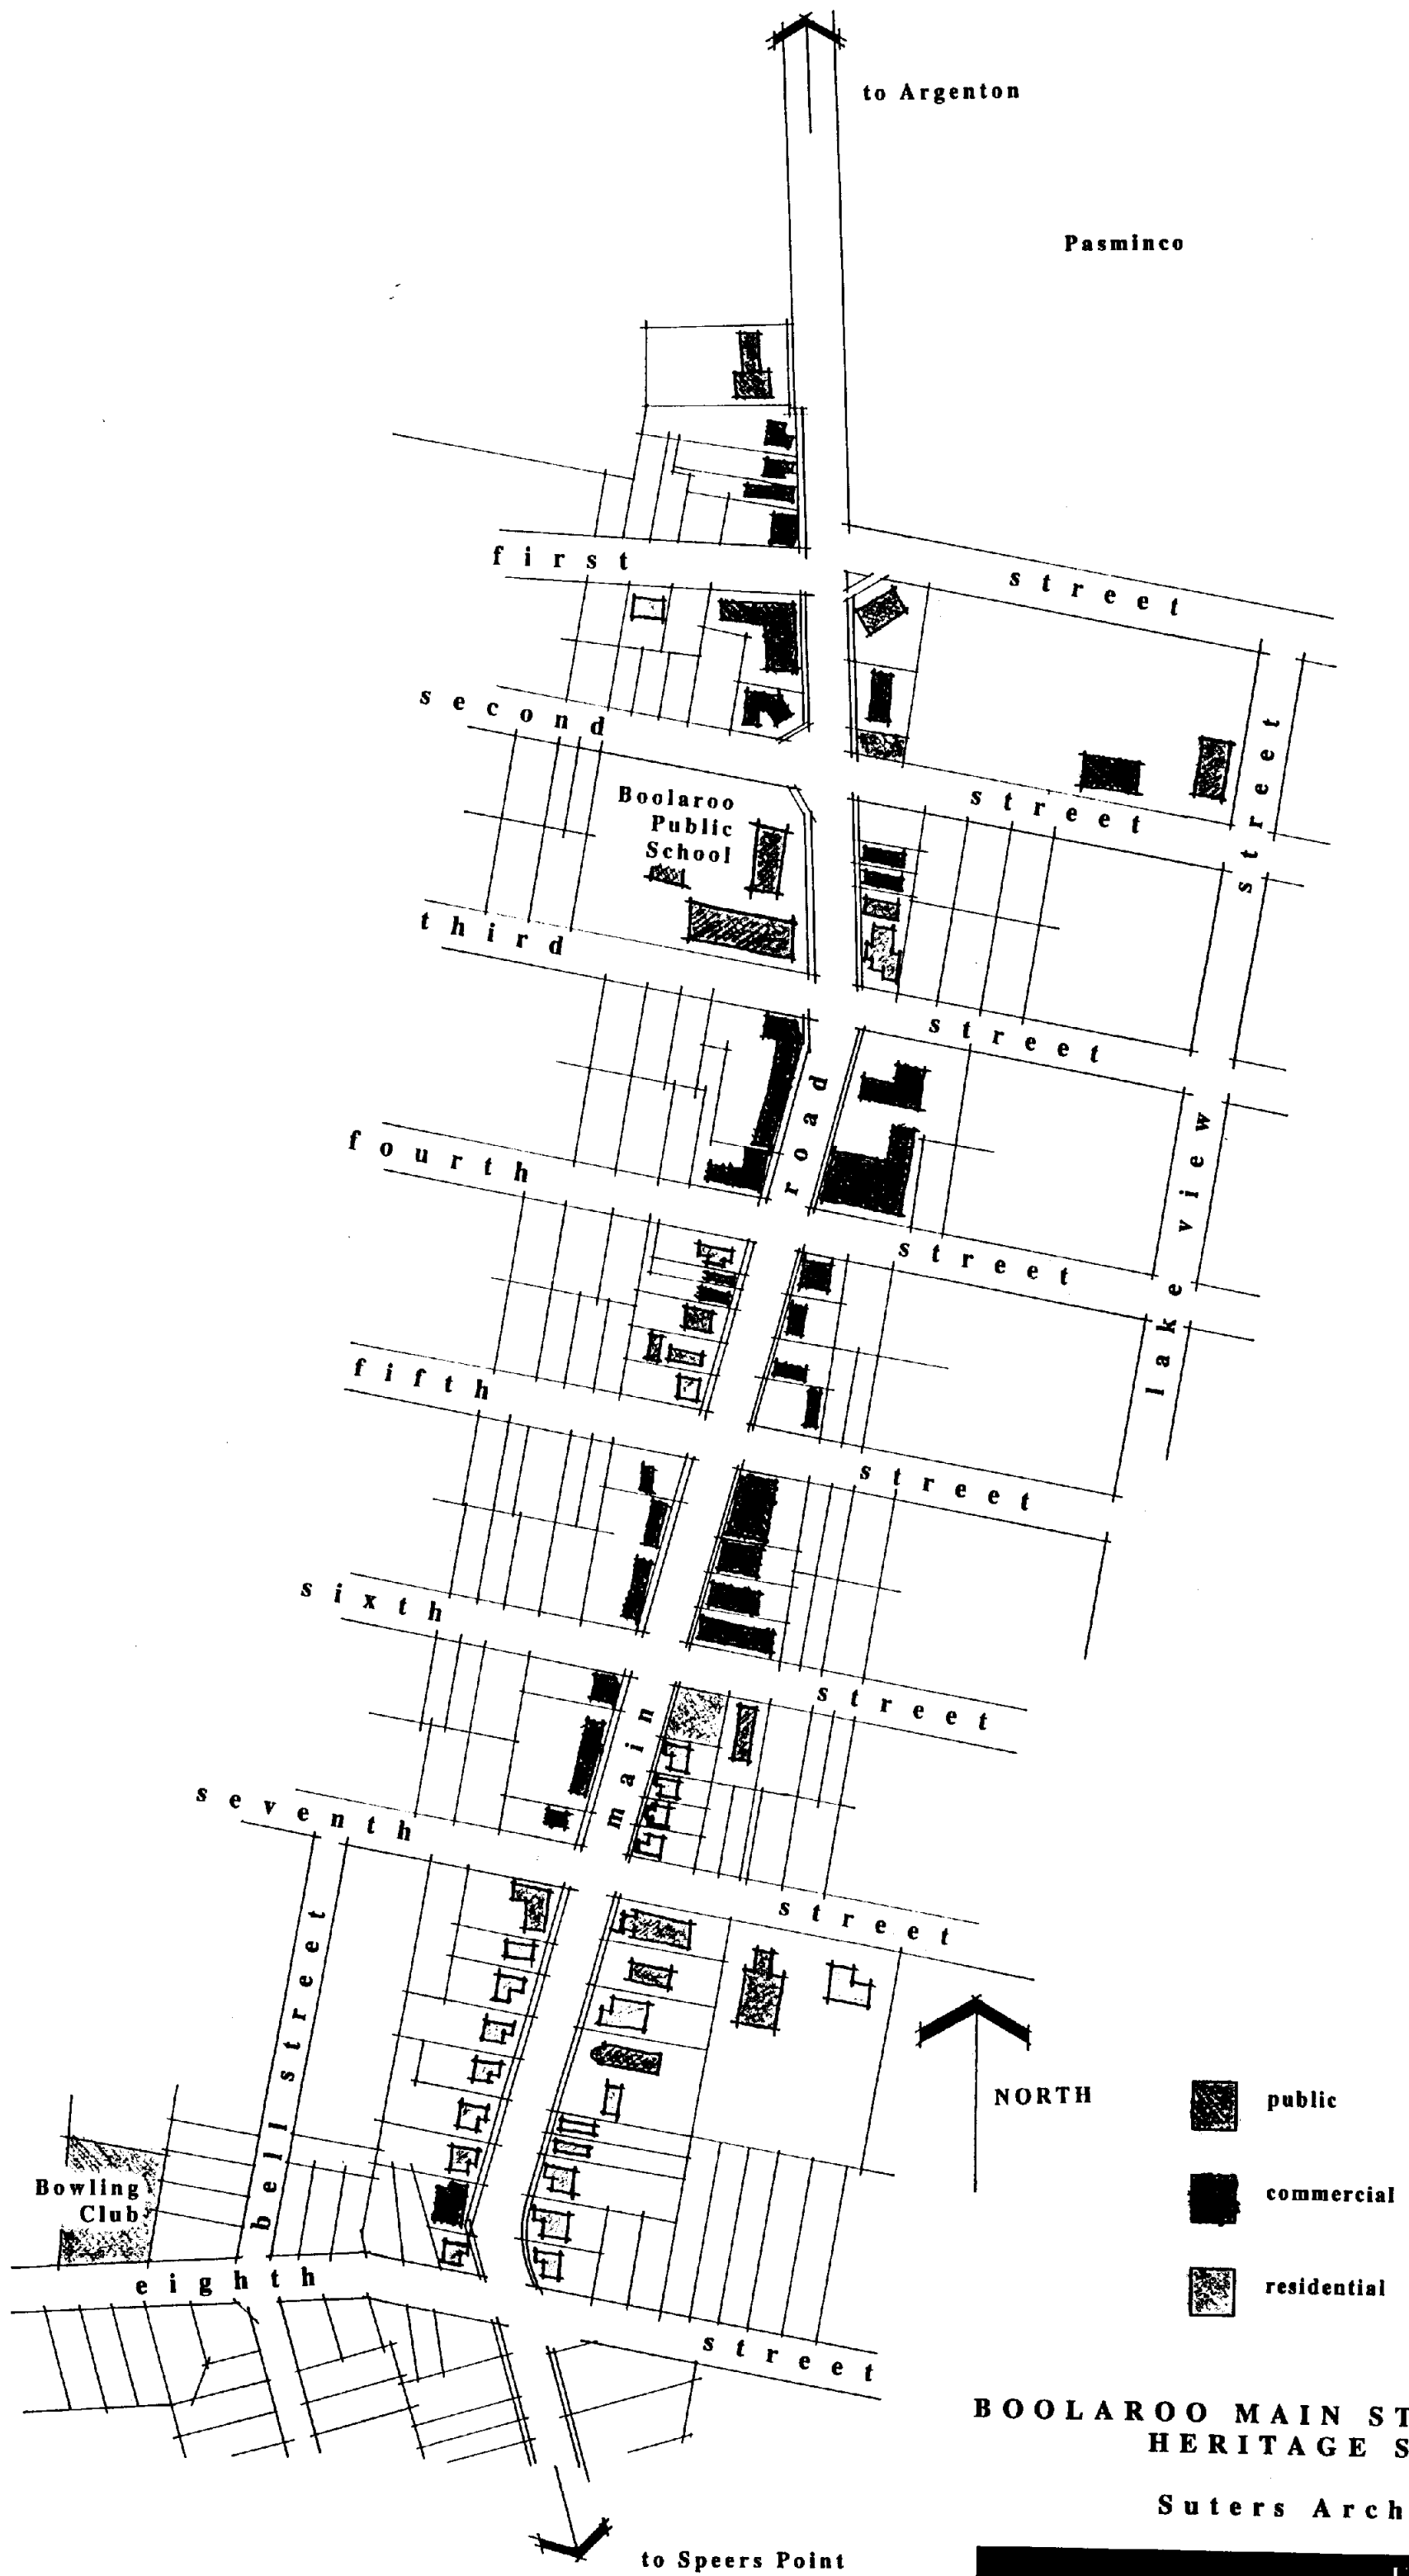 to Argenton
Pasminco
first street
second street
Boolaroo
Public
School
third street
road
fourth street
lake view street
fifth street
sixth street
main
seventh street
bell street
NORTH
public
Bowling
Club
commercial
eighth street
residential
BOOLAROO MAIN ST
HERITAGE S
Suters Arch
to Speers Point